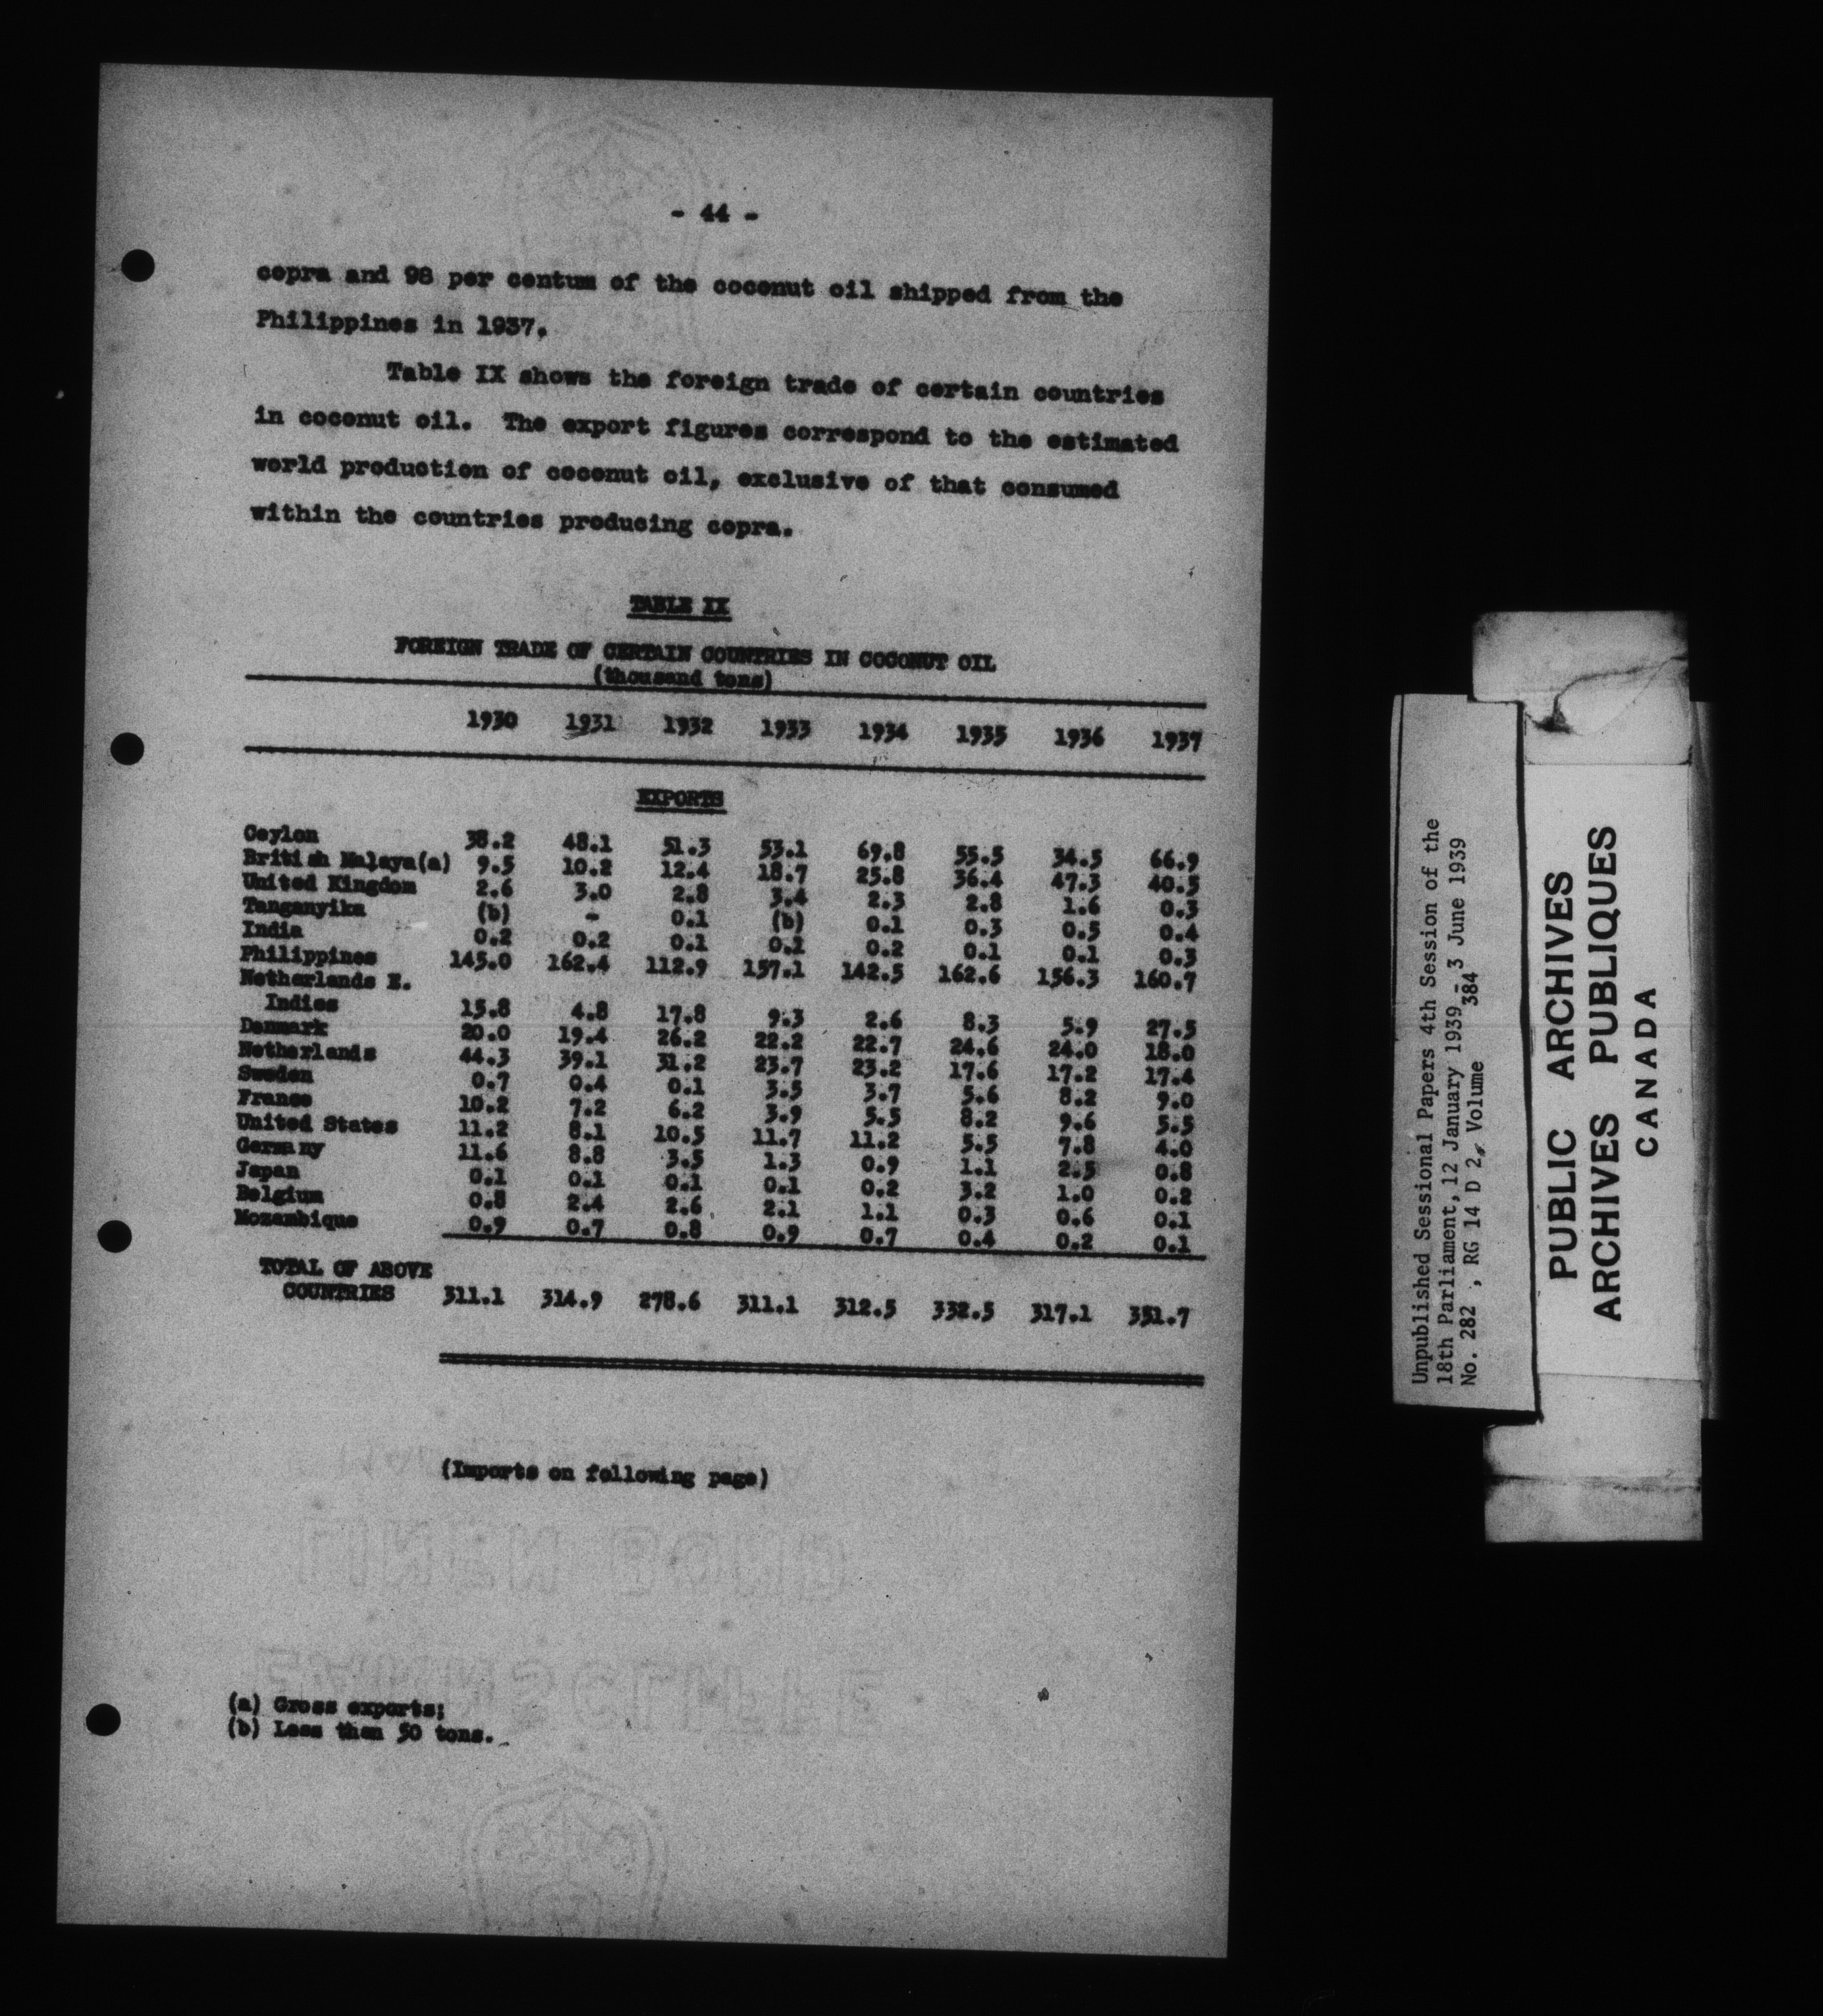 - 44 -
copra and 98 per centum of the coconut oil shipped from the
Philippines in 1937.
Table IX shows the foreign trade of certain countries
in coconut oil. The export figures correspond to the estimated
world production of coconut oil, exclusive of that consumed
within the countries producing copra.
TABLE IX
FOREIGN TRADE OF CERTAIN COUNTRIES IN COCONUT OIL
(thousand tons)
1930 1931 1932 1933 1934 1935 1936 1937
EXPORTS
Ceylon 38.2 48.1 51.3 53.1 69.8 55.5 34.5 66.9
British Malaya(a) 9.5 10.2 12.4 18.7 25.8 36.4 47.3 40.5
United Kingdom 2.6 3.0 2.8 3.4 2.3 2.8 1.6 0.3
Tanganyika (b) - 0.1 (b) 0.1 0.3 0.5 0.4
India 0.2 0.2 0.1 0.1 0.2 0.1 0.1 0.3
Philippines 145.0 162.4 112.9 157.1 142.5 162.6 156.3 160.7
Netherlands E.
Indies 15.8 4.8 17.8 9.3 2.6 8.3 5.9 27.5
Denmark 20.0 19.4 26.2 22.2 22.7 24.6 24.0 18.0
Netherlands 44.3 39.1 31.2 23.7 23.2 17.6 17.2 17.4
Sweden 0.7 0.4 0.1 3.5 3.7 5.6 8.2 9.0
France 10.2 7.2 6.2 3.9 5.5 8.2 9.6 5.5
United States 11.2 8.1 10.5 11.7 11.2 5.5 7.8 4.0
Germany 11.6 8.8 3.5 1.3 0.9 1.1 2.5 0.8
Japan 0.1 0.1 0.1 0.1 0.2 3.2 1.0 0.2
Belgium 0.8 2.4 2.6 2.1 1.1 0.3 0.6 0.1
Mozambique 0.9 0.7 0.8 0.9 0.7 0.4 0.2 0.1
TOTAL OF ABOVE
COUNTRIES 311.1 314.9 278.6 311.1 312.5 332.5 317.1 351.7
(Imports on following page)
LINEN BOND
(a) Gross exports;
(b) Less than 50 tons.
Unpublished Sessional Papers 4th Session of the
18th Parliament, 12 January 1939 - 3 June 1939
No. 282 , RG 14 D 2, Volume 384
PUBLIC ARCHIVES
ARCHIVES PUBLIQUES
CANADA